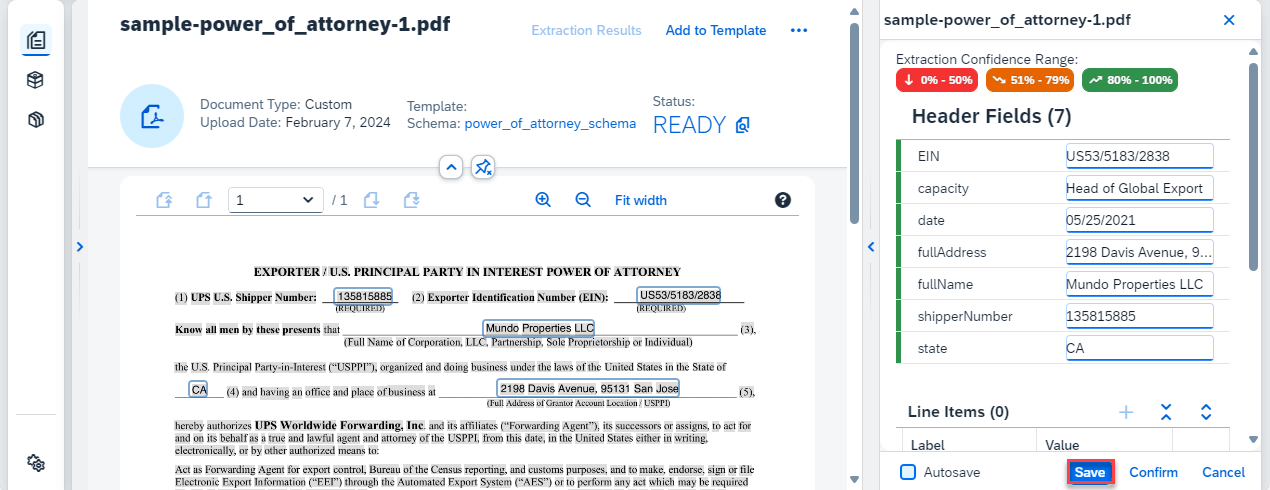 sample-power_of_attorney-1.pdf
Extraction Results
Add to Template
Document Type: Custom
Upload Date: February 7, 2024
Template:
Schema: power_of_attorney_schema
Status:
READY
1
/ 1
Fit width
?
EXPORTER / U.S. PRINCIPAL PARTY IN INTEREST POWER OF ATTORNEY
(1) UPS U.S. Shipper Number: 135815885 (2) Exporter Identification Number (EIN): US53/5183/2838
(REQUIRED) (REQUIRED)
Know all men by these presents that Mundo Properties LLC (3),
(Full Name of Corporation, LLC, Partnership, Sole Proprietorship or Individual)
the U.S. Principal Party-in-Interest (“USPPI”), organized and doing business under the laws of the United States in the State of
CA (4) and having an office and place of business at 2198 Davis Avenue, 95131 San Jose (5),
(Full Address of Grantor Account Location / USPPI)
hereby authorizes UPS Worldwide Forwarding, Inc. and its affiliates (“Forwarding Agent”), its successors or assigns, to act for
and on its behalf as a true and lawful agent and attorney of the USPPI, from this date, in the United States either in writing,
electronically, or by other authorized means to:
Act as Forwarding Agent for export control, Bureau of the Census reporting, and customs purposes, and to make, endorse, sign or file
Electronic Export Information (“EEI”) through the Automated Export System (“AES”) or to perform any act which may be required
sample-power_of_attorney-1.pdf
Extraction Confidence Range:
0% - 50%
51% - 79%
80% - 100%
Header Fields (7)
EIN US53/5183/2838
capacity Head of Global Export
date 05/25/2021
fullAddress 2198 Davis Avenue, 9...
fullName Mundo Properties LLC
shipperNumber 135815885
state CA
Line Items (0)
Label Value
Autosave
Save
Confirm
Cancel